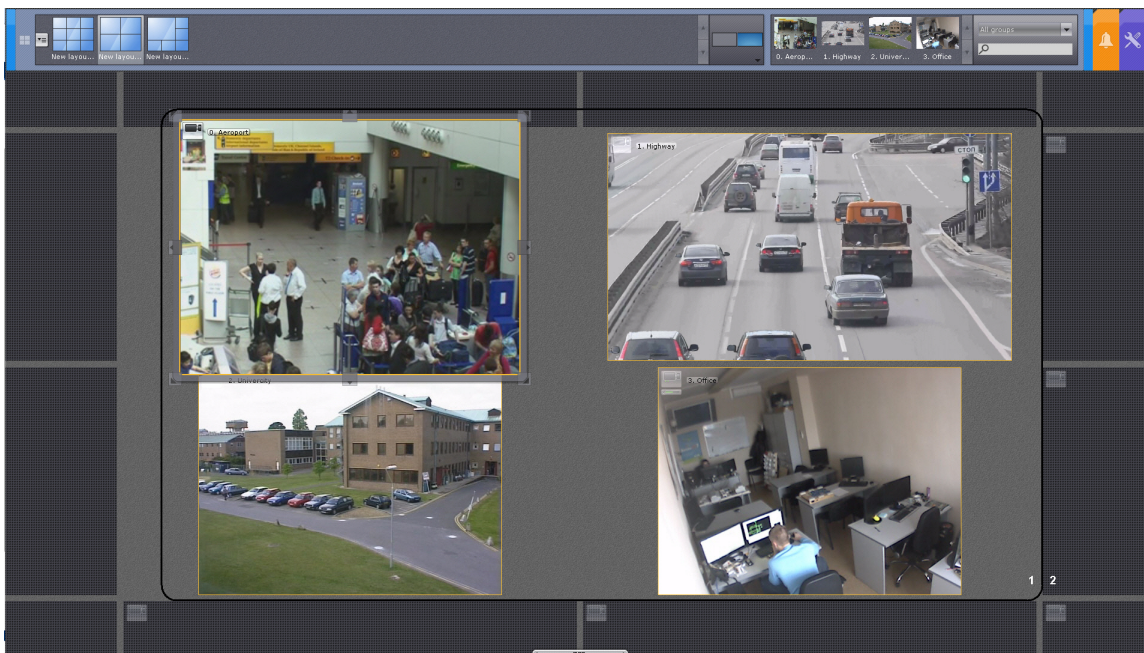 New layou...
New layou...
New layou...
0. Aerop...
1. Highway
2. Univer...
3. Office
All groups
0. Aeroport
1. Highway
СТОП
2. University
3. Office
1
2